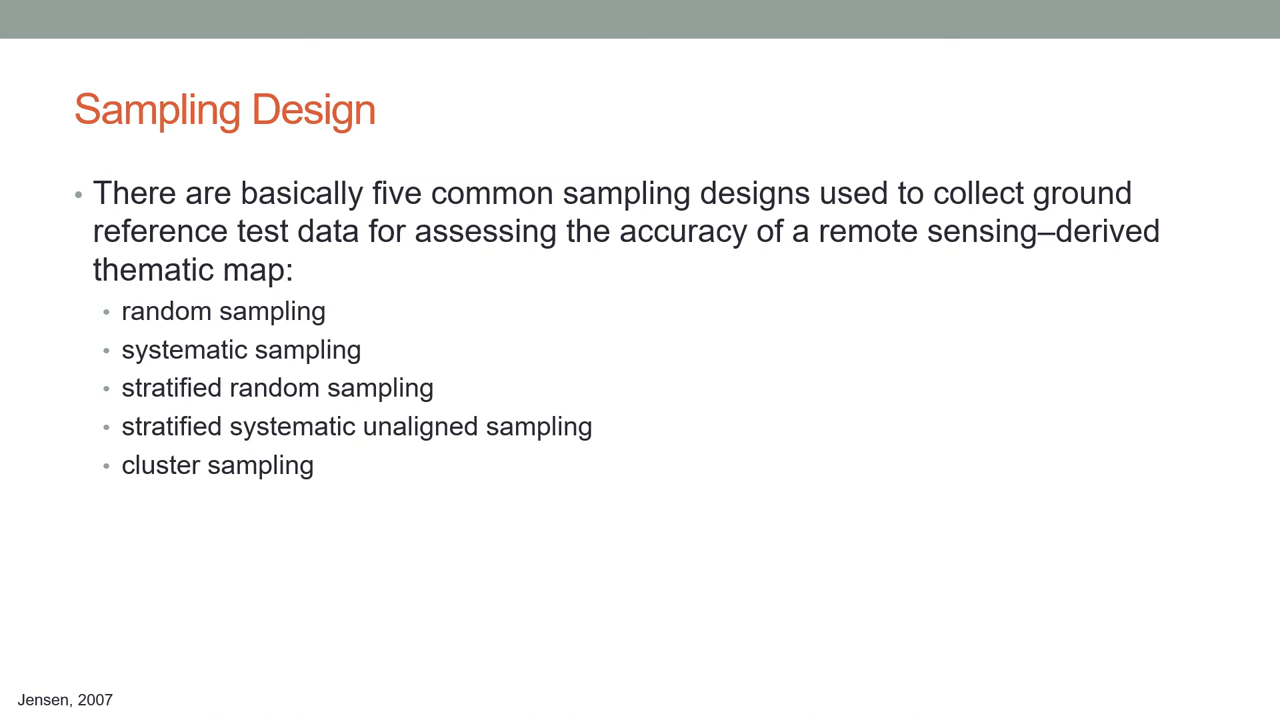 Sampling Design
• There are basically five common sampling designs used to collect ground
reference test data for assessing the accuracy of a remote sensing–derived
thematic map:
• random sampling
• systematic sampling
• stratified random sampling
• stratified systematic unaligned sampling
• cluster sampling
Jensen, 2007